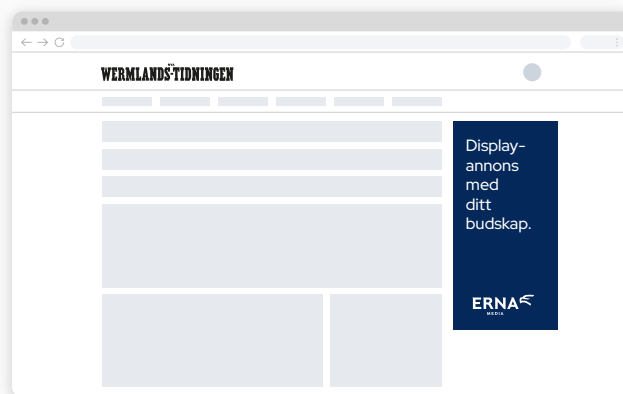 WERMLANDS-TIDNINGEN
Display-
annons
med
ditt
budskap.
ERNA
MEDIA